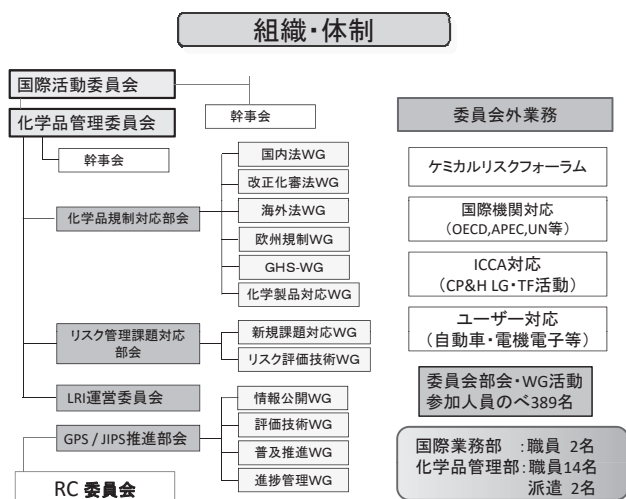 組織・体制
国際活動委員会
幹事会
化学品管理委員会
幹事会
化学品規制対応部会
国内法WG
改正化審法WG
海外法WG
欧州規制WG
GHS-WG
化学製品対応WG
リスク管理課題対応
部会
新規課題対応WG
リスク評価技術WG
LRI運営委員会
GPS / JIPS推進部会
情報公開WG
評価技術WG
普及推進WG
進捗管理WG
RC 委員会
委員会外業務
ケミカルリスクフォーラム
国際機関対応
(OECD,APEC,UN等)
ICCA対応
(CP&H LG・TF活動)
ユーザー対応
(自動車・電機電子等)
委員会部会・WG活動
参加人員のべ389名
国際業務部 :職員 2名
化学品管理部:職員14名
派遣 2名